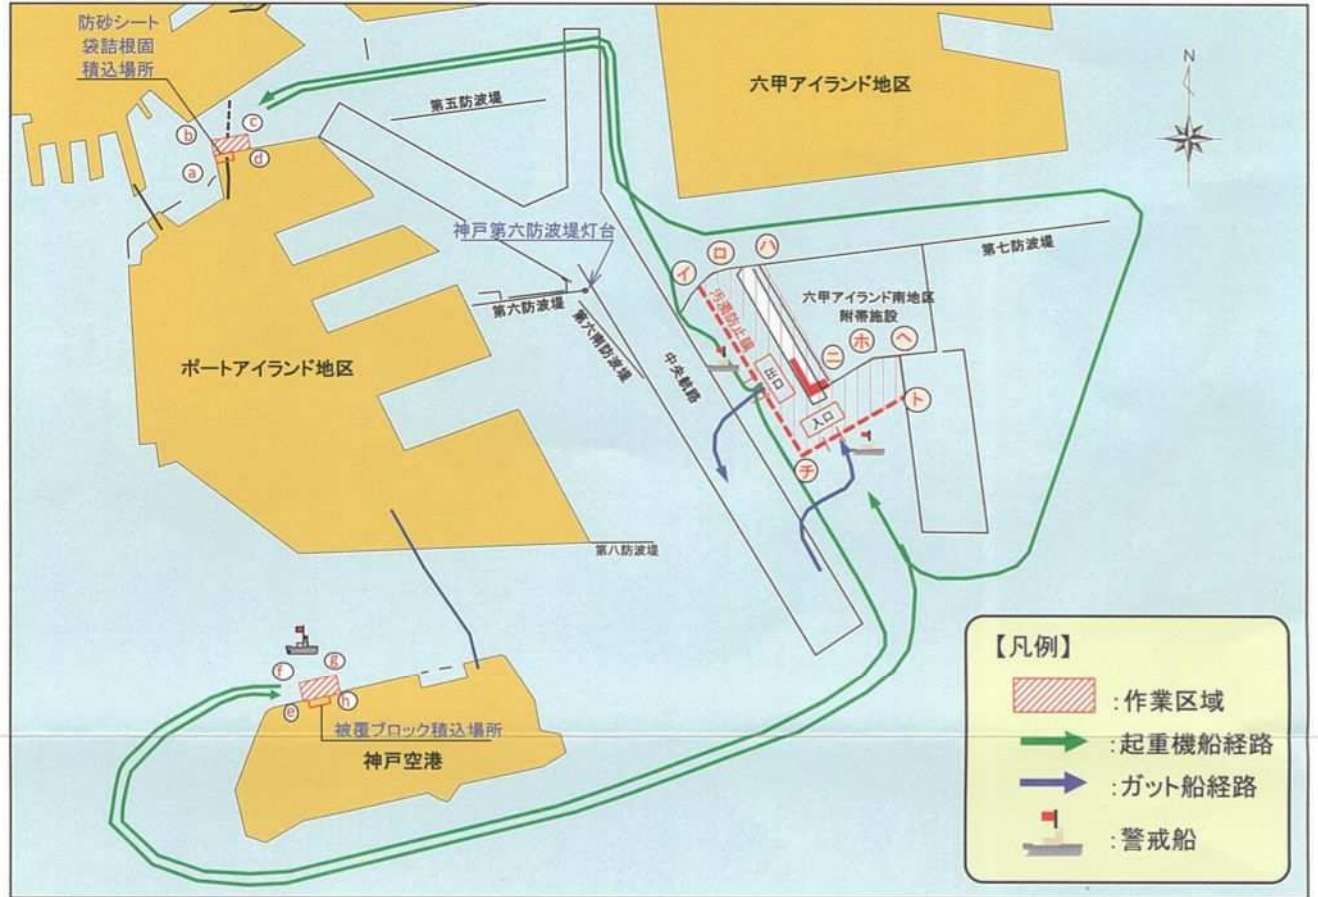 防砂シート
袋詰根固
積込場所
b
c
a
d
第五防波堤
六甲アイランド地区
N
神戸第六防波堤灯台
第六防波堤
第六南防波堤
中央航路
イ
ロ
ハ
第七防波堤
汚濁防止膜
六甲アイランド南地区
附帯施設
ニ
ホ
ヘ
出口
入口
ト
チ
ポートアイランド地区
第八防波堤
f
g
e
h
被覆ブロック積込場所
神戸空港
【凡例】
:作業区域
:起重機船経路
:ガット船経路
:警戒船